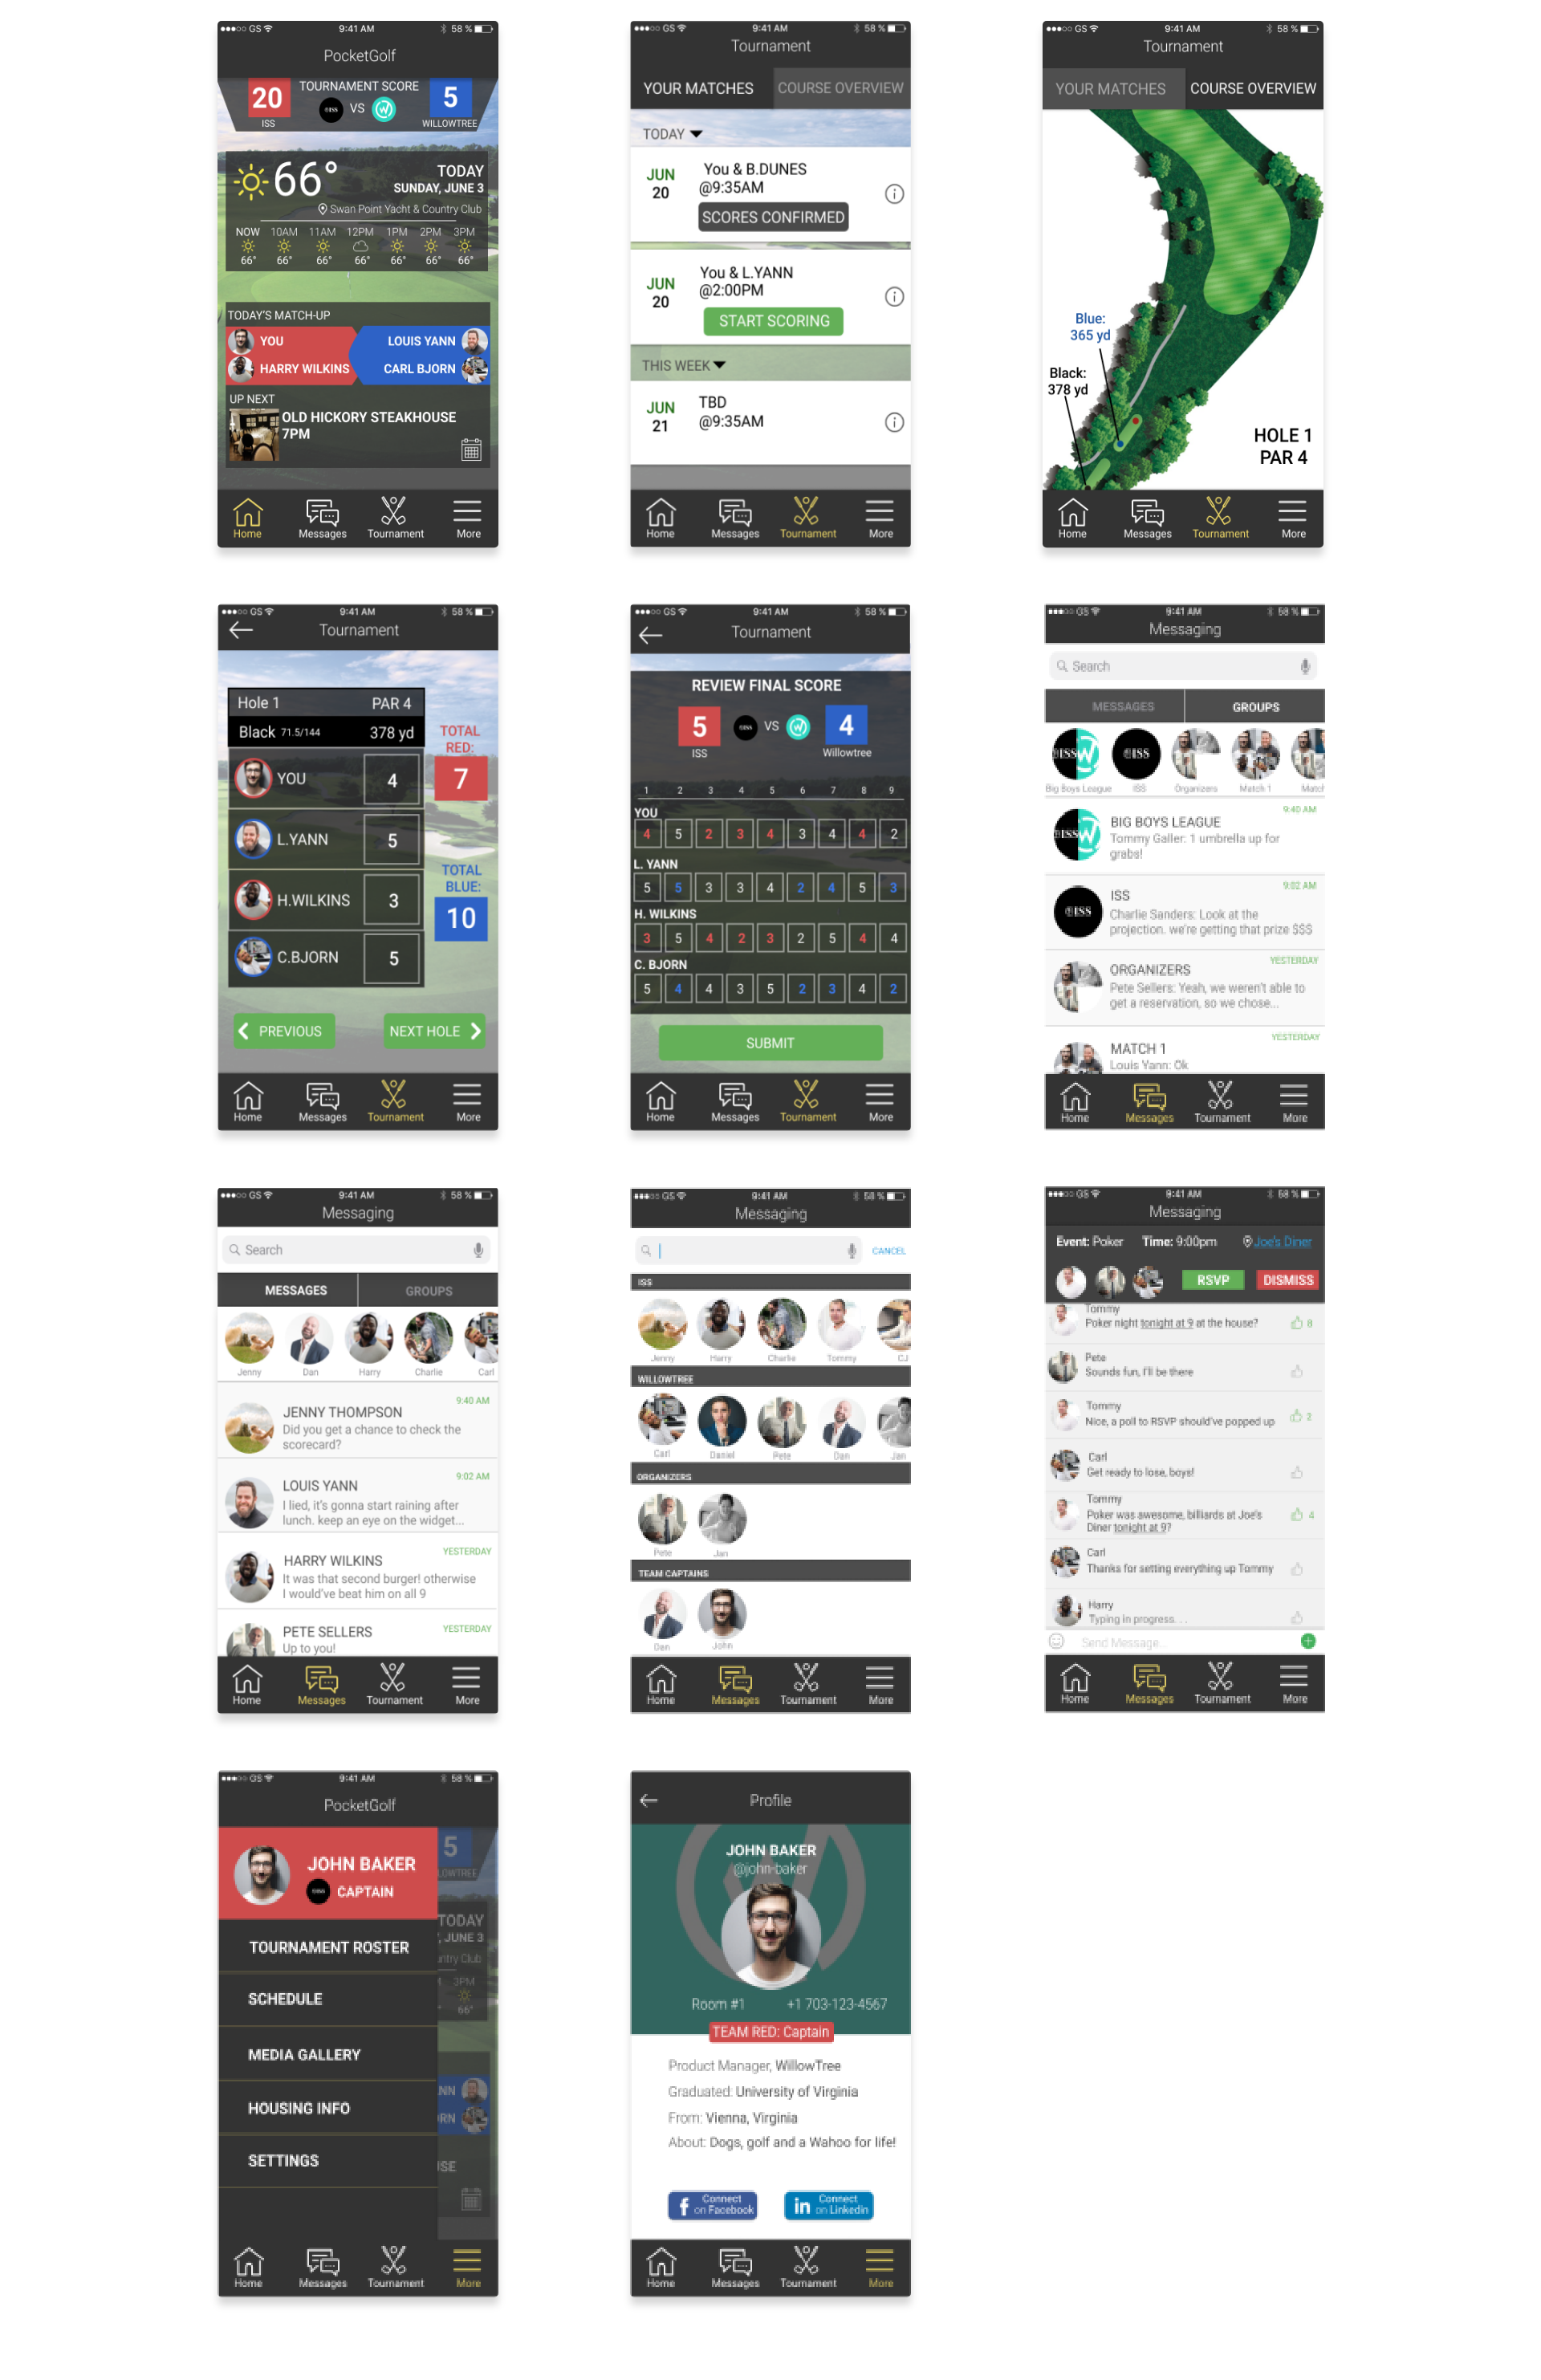 ●●●○○ GS 9:41 AM 58 %
PocketGolf
20 TOURNAMENT SCORE 5
ISS VS W
ISS WILLOWTREE
66° TODAY
SUNDAY, JUNE 3
Swan Point Yacht & Country Club
NOW 10AM 11AM 12PM 1PM 2PM 3PM
66° 66° 66° 66° 66° 66° 66°
TODAY'S MATCH-UP
YOU LOUIS YANN
HARRY WILKINS CARL BJORN
UP NEXT
OLD HICKORY STEAKHOUSE
7PM
Home Messages Tournament More
●●●○○ GS 9:41 AM 58 %
Tournament
YOUR MATCHES COURSE OVERVIEW
TODAY
JUN You & B.DUNES
20 @9:35AM
SCORES CONFIRMED
JUN You & L.YANN
20 @2:00PM
START SCORING
THIS WEEK
JUN TBD
21 @9:35AM
Home Messages Tournament More
●●●○○ GS 9:41 AM 58 %
Tournament
YOUR MATCHES COURSE OVERVIEW
Blue:
365 yd
Black:
378 yd
HOLE 1
PAR 4
Home Messages Tournament More
●●●○○ GS 9:41 AM 58 %
Tournament
Hole 1 PAR 4
Black 71.5/144 378 yd
TOTAL
RED:
7
YOU 4
L.YANN 5
TOTAL
BLUE:
10
H.WILKINS 3
C.BJORN 5
PREVIOUS NEXT HOLE
Home Messages Tournament More
●●●○○ GS 9:41 AM 58 %
Tournament
REVIEW FINAL SCORE
5 ISS VS W 4
ISS Willowtree
1 2 3 4 5 6 7 8 9
YOU
4 5 2 3 4 3 4 4 2
L. YANN
5 5 3 3 4 2 4 5 3
H. WILKINS
3 5 4 2 3 2 5 4 4
C. BJORN
5 4 4 3 5 2 3 4 2
SUBMIT
Home Messages Tournament More
●●●○○ GS 9:41 AM 58 %
Messaging
Search
MESSAGES GROUPS
ISS W ISS
Big Boys League ISS Organizers Match 1 Match
9:40 AM
ISS W BIG BOYS LEAGUE
Tommy Galler: 1 umbrella up for
grabs!
9:02 AM
ISS
ISS Charlie Sanders: Look at the
projection. we're getting that prize $$$
YESTERDAY
ORGANIZERS
Pete Sellers: Yeah, we weren't able to
get a reservation, so we chose...
YESTERDAY
MATCH 1
Louis Yann: Ok
Home Messages Tournament More
●●●○○ GS 9:41 AM 58 %
Messaging
Search
MESSAGES GROUPS
Jenny Dan Harry Charlie Carl
9:40 AM
JENNY THOMPSON
Did you get a chance to check the
scorecard?
9:02 AM
LOUIS YANN
I lied, it's gonna start raining after
lunch. keep an eye on the widget...
YESTERDAY
HARRY WILKINS
It was that second burger! otherwise
I would've beat him on all 9
PETE SELLERS YESTERDAY
Up to you!
Home Messages Tournament More
●●●○○ GS 9:41 AM 58 %
Messaging
CANCEL
ISS
Jenny Harry Charlie Tommy CJ
WILLOWTREE
Carl Daniel Pete Dan Jan
ORGANIZERS
Pete Jan
TEAM CAPTAINS
Dan John
Home Messages Tournament More
●●●○○ GS 9:41 AM 58 %
Messaging
Event: Poker Time: 9:00pm Joe's Diner
RSVP DISMISS
Tommy
Poker night tonight at 9 at the house? 8
Pete
Sounds fun, I'll be there
Tommy
Nice, a poll to RSVP should've popped up 2
Carl
Get ready to lose, boys!
Tommy
Poker was awesome, billiards at Joe's 4
Diner tonight at 9?
Carl
Thanks for setting everything up Tommy
Harry
Typing in progress. . .
Send Message...
Home Messages Tournament More
●●●○○ GS 9:41 AM 58 %
PocketGolf
JOHN BAKER 5
ISS CAPTAIN LOWTREE
TODAY
TOURNAMENT ROSTER , JUNE 3
ntry Club
SCHEDULE 3PM
66°
MEDIA GALLERY
NN
HOUSING INFO RN
SETTINGS USE
Home Messages Tournament More
Profile
JOHN BAKER
@john-baker
Room #1 +1 703-123-4567
TEAM RED: Captain
Product Manager, WillowTree
Graduated: University of Virginia
From: Vienna, Virginia
About: Dogs, golf and a Wahoo for life!
f Connect
on Facebook
in Connect
on Linkedin
Home Messages Tournament More